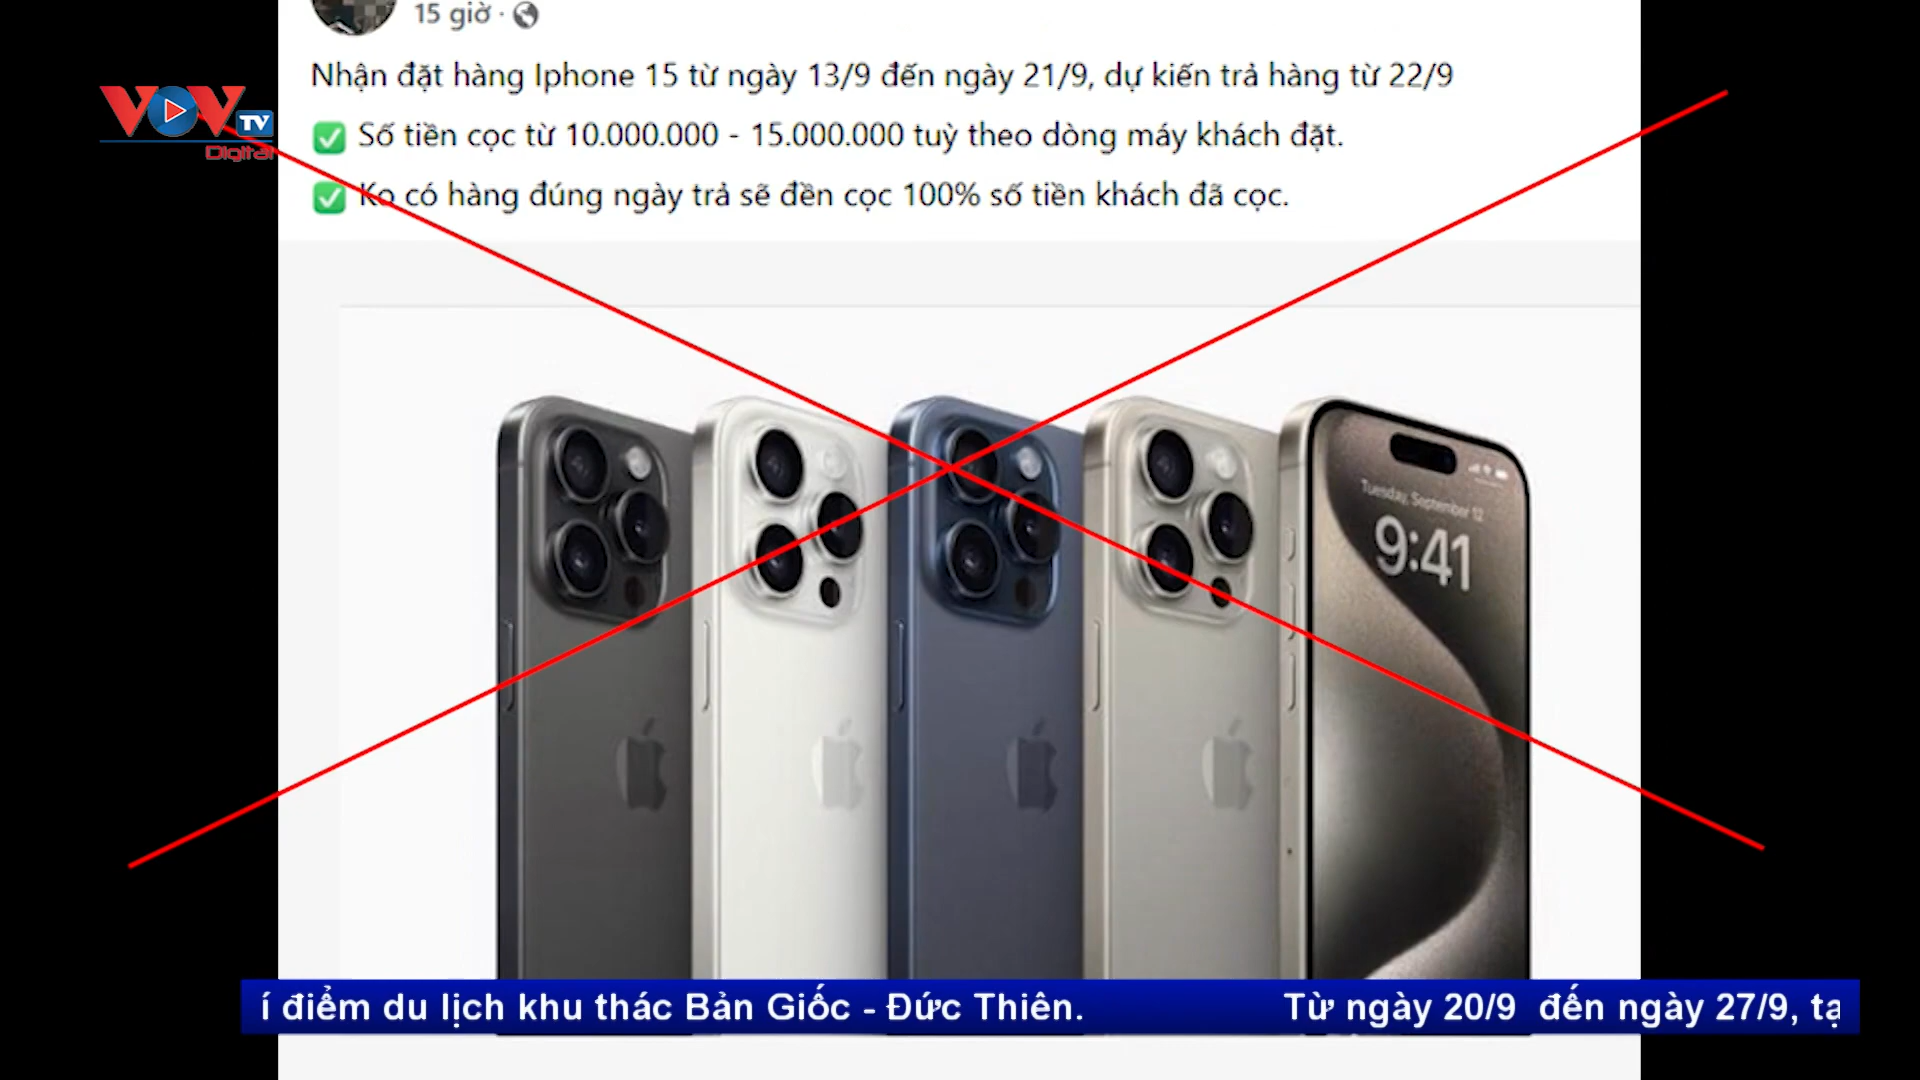 15 giờ ·
Nhận đặt hàng Iphone 15 từ ngày 13/9 đến ngày 21/9, dự kiến trả hàng từ 22/9
VOV TV
Digital
✅ Số tiền cọc từ 10.000.000 - 15.000.000 tuỳ theo dòng máy khách đặt.
✅ Ko có hàng đúng ngày trả sẽ đền cọc 100% số tiền khách đã cọc.
Tuesday, September 12
9:41
í điểm du lịch khu thác Bản Giốc - Đức Thiên. Từ ngày 20/9 đến ngày 27/9, tạ